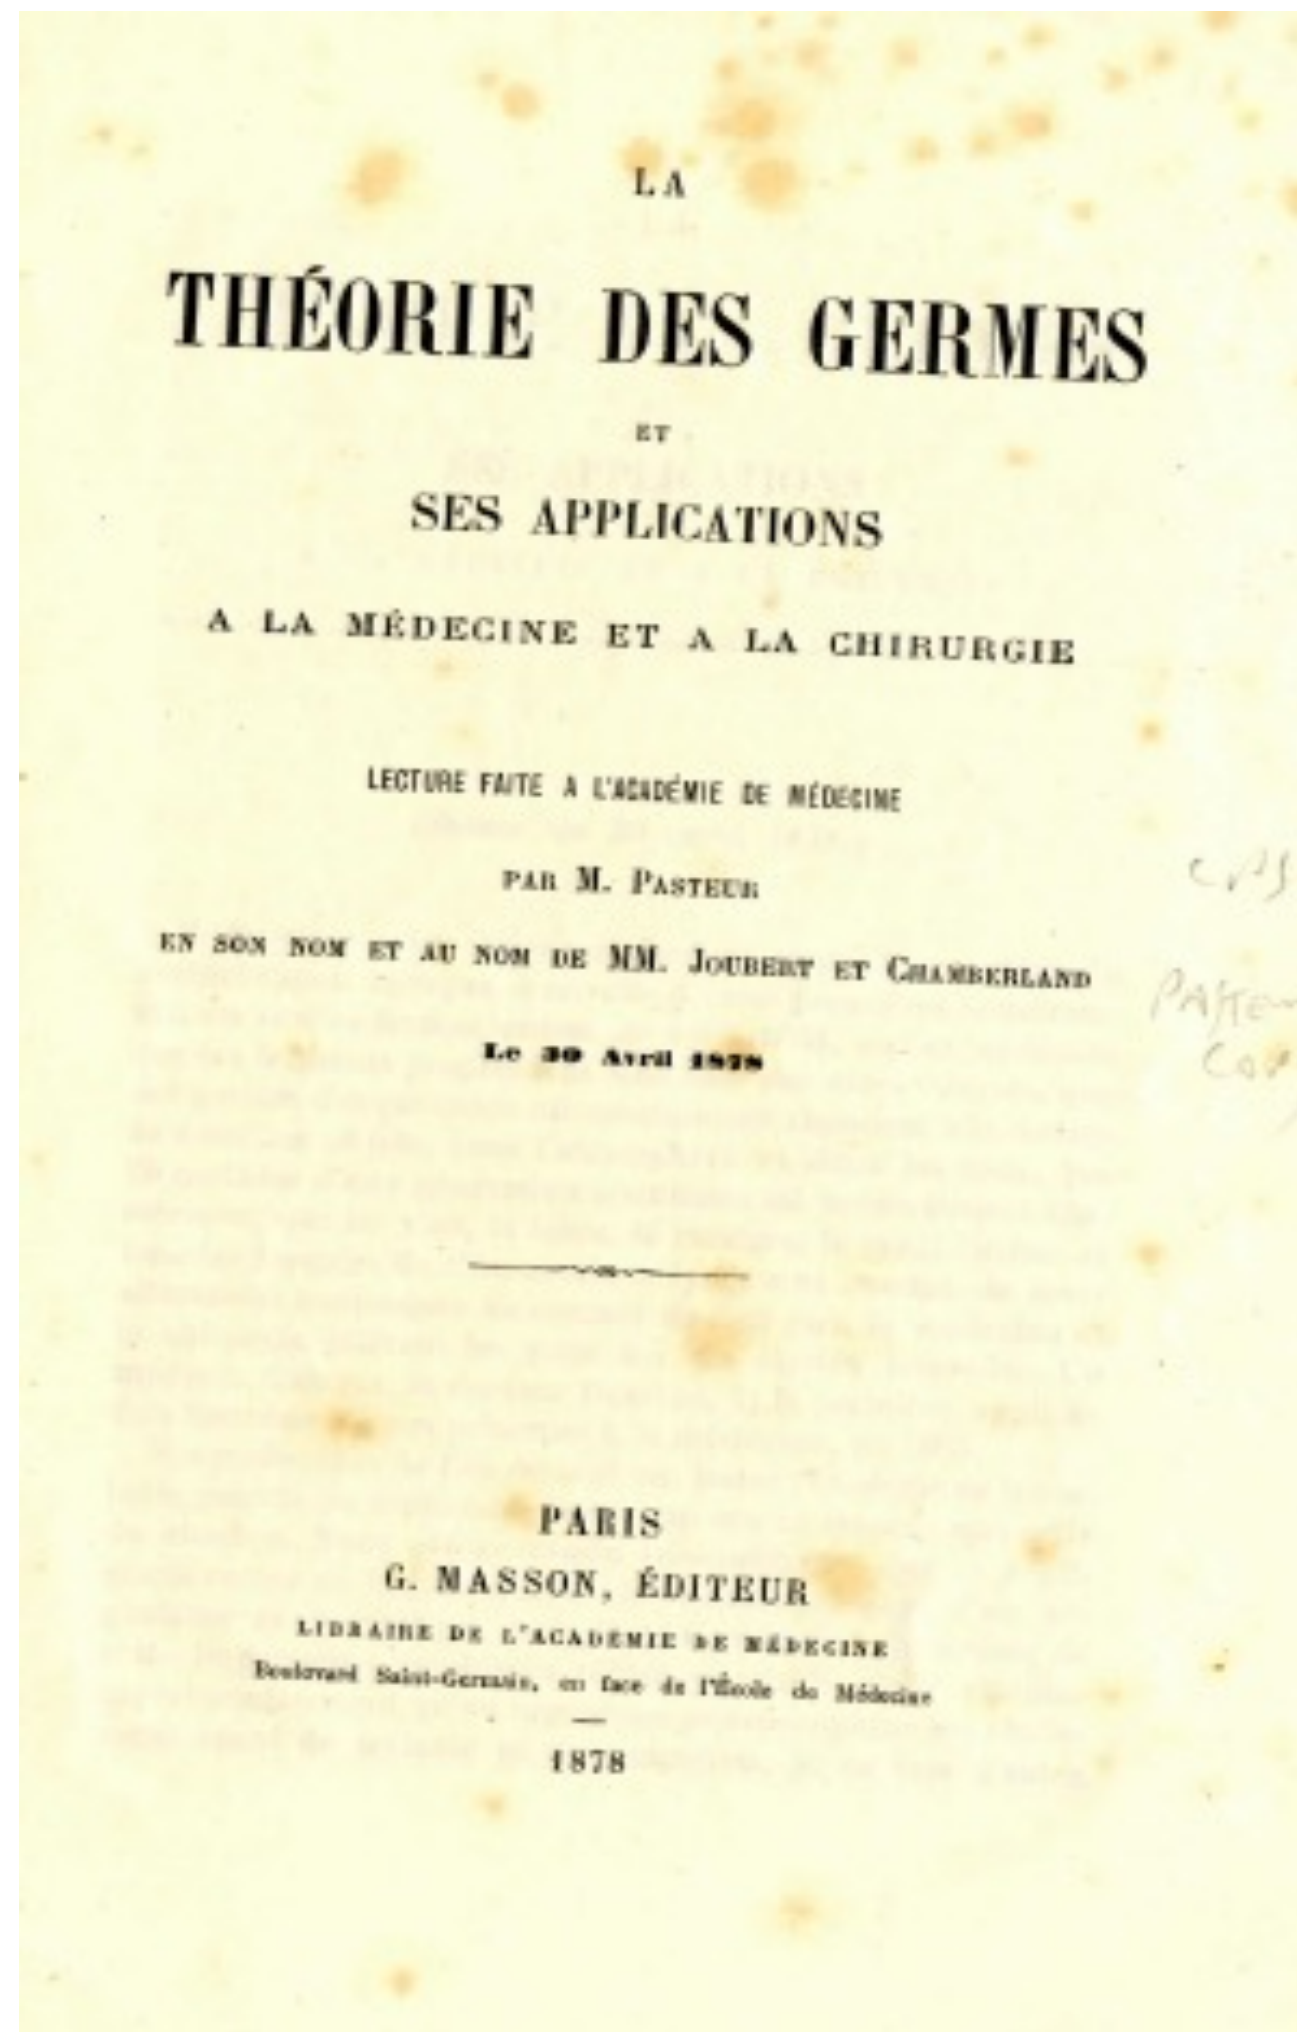 LA
THÉORIE DES GERMES
ET
SES APPLICATIONS
A LA MÉDECINE ET A LA CHIRURGIE
LECTURE FAITE A L'ACADÉMIE DE MÉDECINE
PAR M. PASTEUR
EN SON NOM ET AU NOM DE MM. JOUBERT ET CHAMBERLAND
Le 30 Avril 1878
PARIS
G. MASSON, ÉDITEUR
LIBRAIRE DE L'ACADÉMIE DE MÉDECINE
Boulevard Saint-Germain, en face de l'École de Médecine
1878